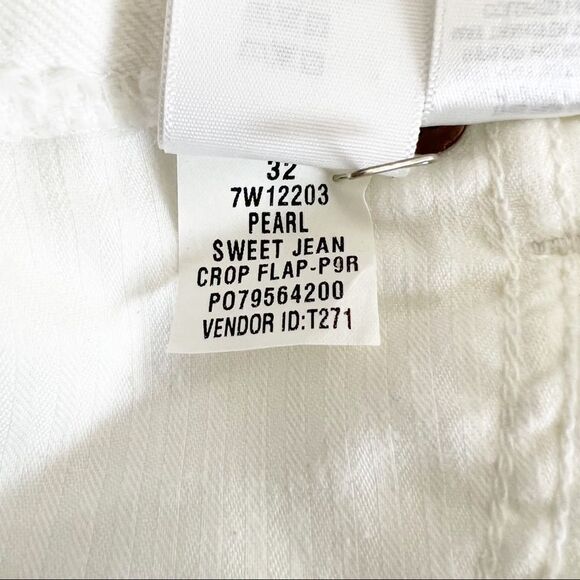 32
7W12203
PEARL
SWEET JEAN
CROP FLAP-P9R
PO79564200
VENDOR ID:T271